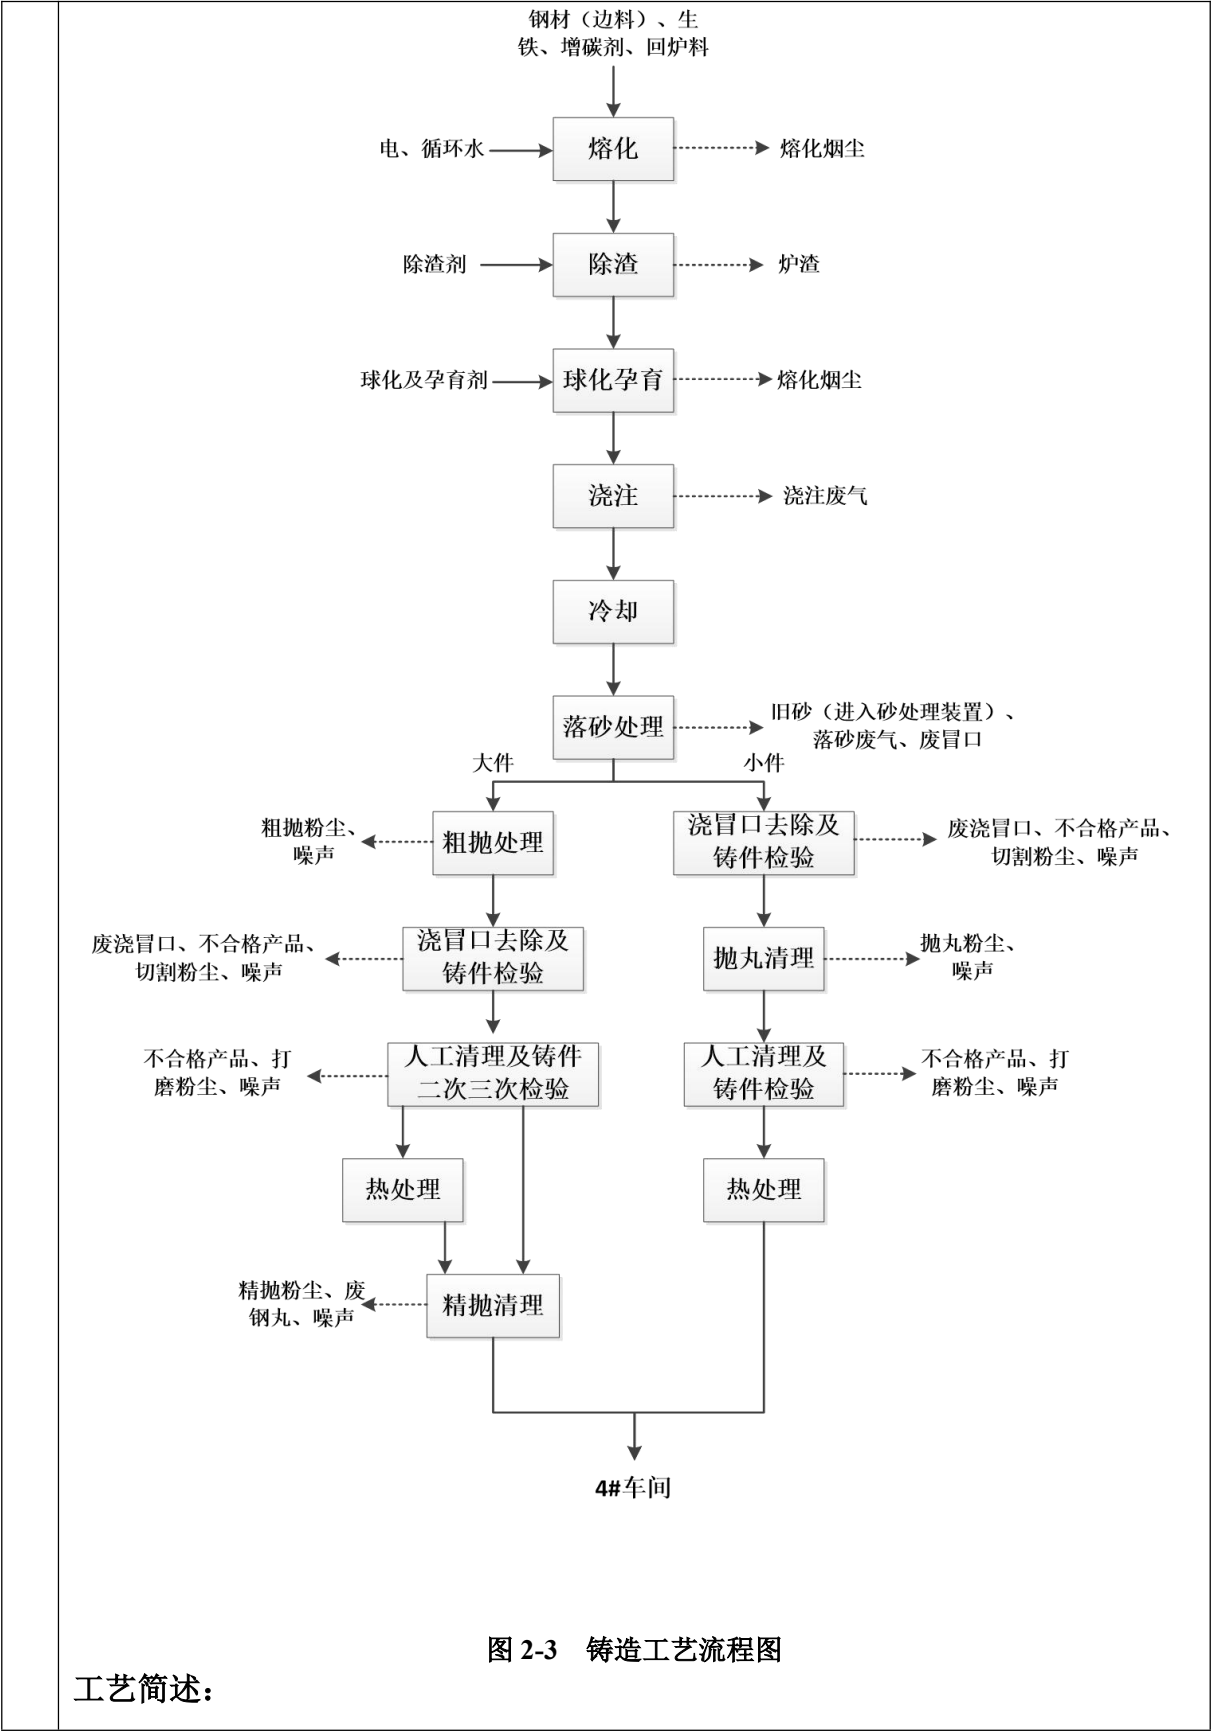 钢材（边料）、生
铁、增碳剂、回炉料
电、循环水
熔化
熔化烟尘
除渣剂
除渣
炉渣
球化及孕育剂
球化孕育
熔化烟尘
浇注
浇注废气
冷却
落砂处理
旧砂（进入砂处理装置）、
落砂废气、废冒口
大件
小件
粗抛粉尘、
噪声
粗抛处理
浇冒口去除及
铸件检验
废浇冒口、不合格产品、
切割粉尘、噪声
废浇冒口、不合格产品、
切割粉尘、噪声
浇冒口去除及
铸件检验
抛丸清理
抛丸粉尘、
噪声
不合格产品、打
磨粉尘、噪声
人工清理及铸件
二次三次检验
人工清理及
铸件检验
不合格产品、打
磨粉尘、噪声
热处理
热处理
精抛粉尘、废
钢丸、噪声
精抛清理
4#车间
图 2-3 铸造工艺流程图
工艺简述：